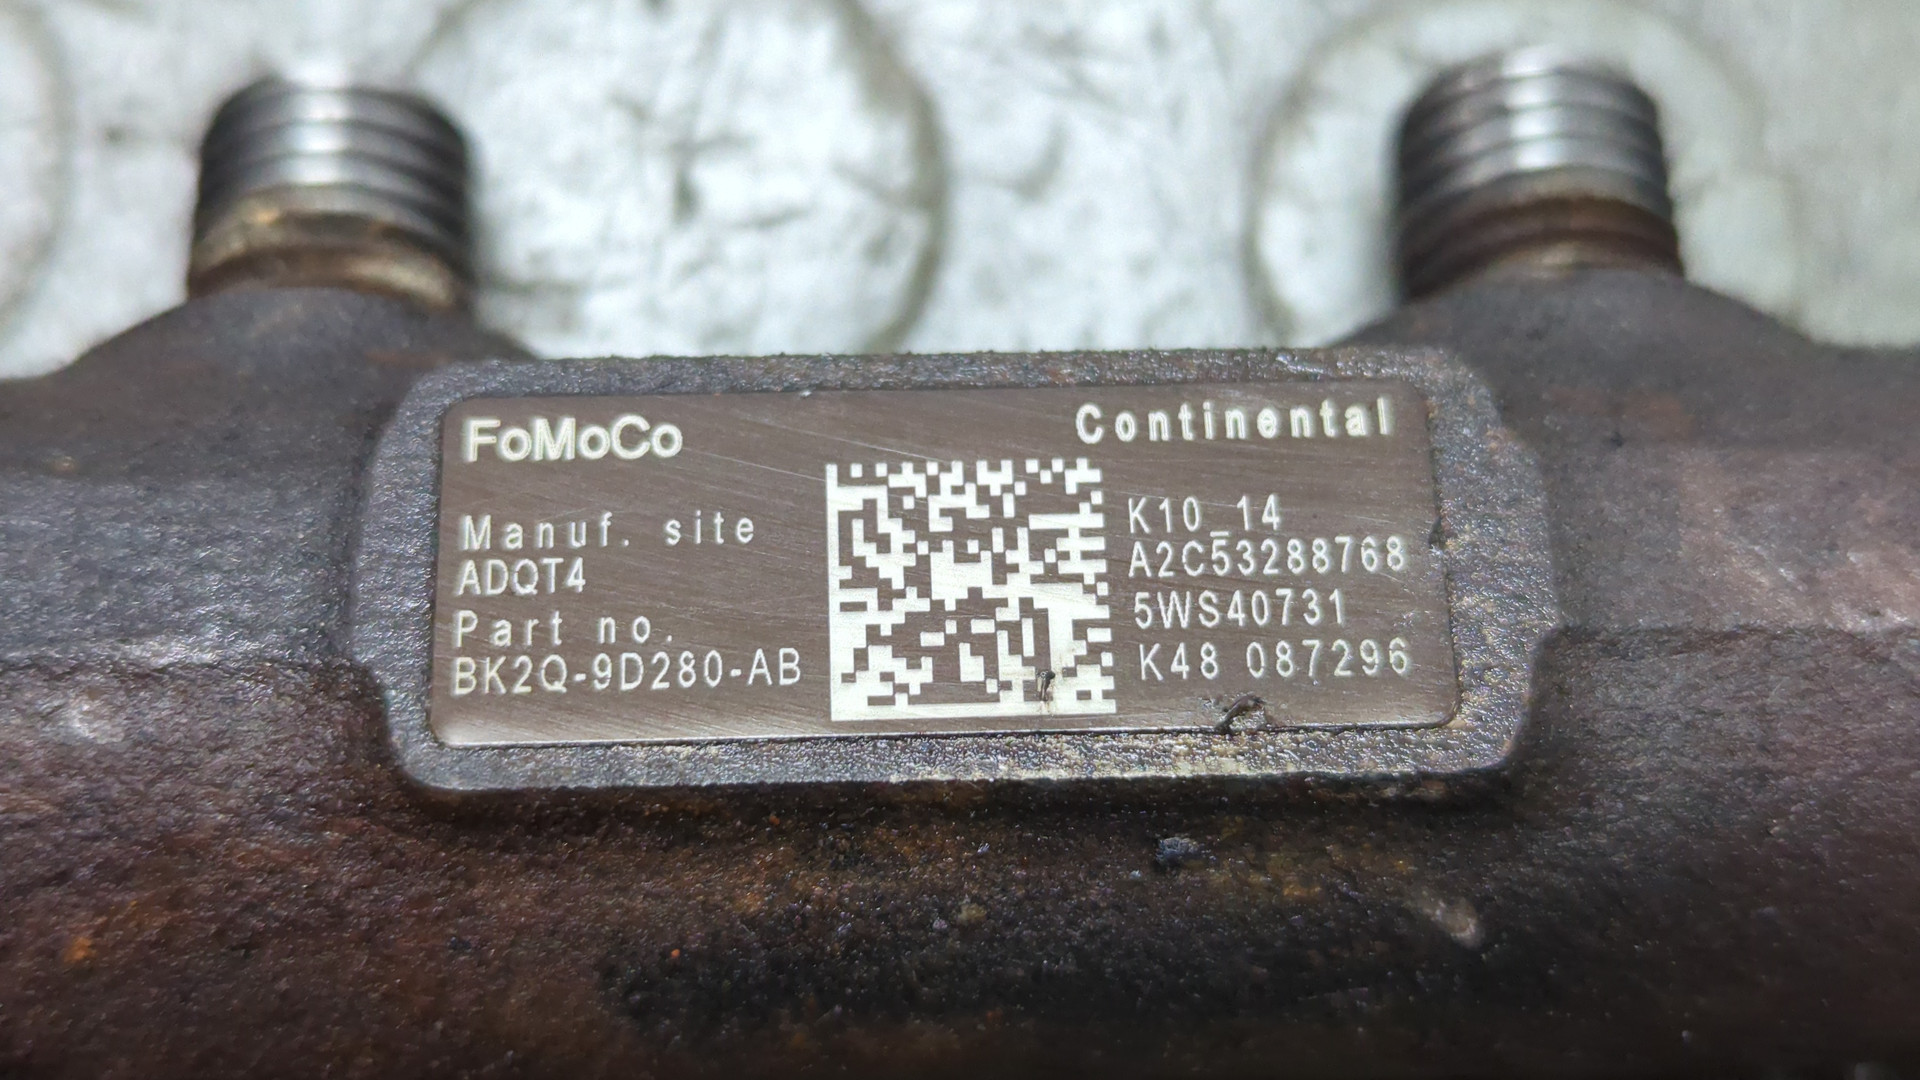 FoMoCo
Continental
Manuf. site
ADQT4
Part no.
BK2Q-9D280-AB
K10_14
A2C53288768
5WS40731
K48 087296